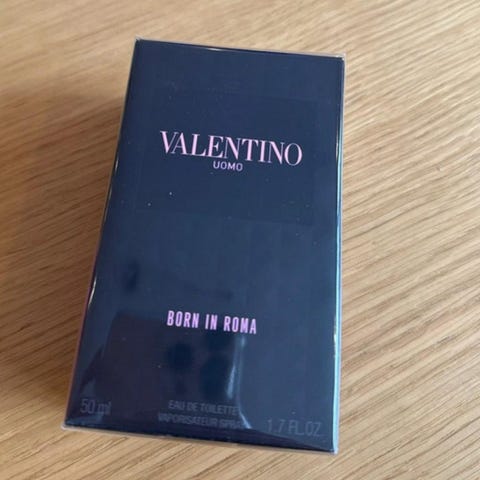 VALENTINO
UOMO
BORN IN ROMA
50 ml
EAU DE TOILETTE
VAPORISATEUR SPRAY
1.7 FL.OZ.